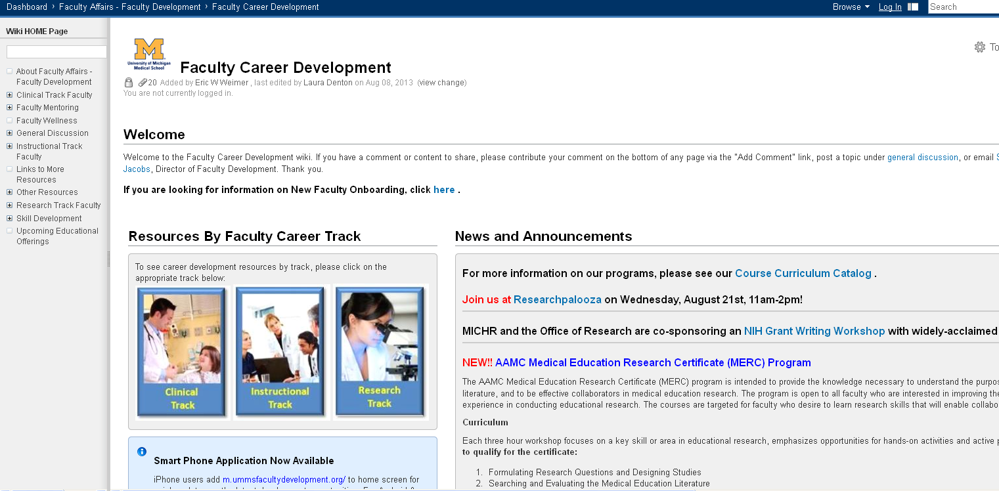 Dashboard › Faculty Affairs - Faculty Development › Faculty Career Development
Browse Log In Search
Wiki HOME Page
About Faculty Affairs -
Faculty Development
Clinical Track Faculty
Faculty Mentoring
Faculty Wellness
General Discussion
Instructional Track
Faculty
Links to More
Resources
Other Resources
Research Track Faculty
Skill Development
Upcoming Educational
Offerings
M
University of Michigan
Medical School
Faculty Career Development
To
20 Added by Eric W Weimer , last edited by Laura Denton on Aug 08, 2013 (view change)
You are not currently logged in.
Welcome
Welcome to the Faculty Career Development wiki. If you have a comment or content to share, please contribute your comment on the bottom of any page via the "Add Comment" link, post a topic under general discussion, or email S
Jacobs, Director of Faculty Development. Thank you.
If you are looking for information on New Faculty Onboarding, click here .
Resources By Faculty Career Track
To see career development resources by track, please click on the
appropriate track below:
Clinical
Track
Instructional
Track
Research
Track
Smart Phone Application Now Available
iPhone users add m.ummsfacultydevelopment.org/ to home screen for
News and Announcements
For more information on our programs, please see our Course Curriculum Catalog .
Join us at Researchpalooza on Wednesday, August 21st, 11am-2pm!
MICHR and the Office of Research are co-sponsoring an NIH Grant Writing Workshop with widely-acclaimed
NEW!! AAMC Medical Education Research Certificate (MERC) Program
The AAMC Medical Education Research Certificate (MERC) program is intended to provide the knowledge necessary to understand the purpos
literature, and to be effective collaborators in medical education research. The program is open to all faculty who are interested in improving the
experience in conducting educational research. The courses are targeted for faculty who desire to learn research skills that will enable collabo
Curriculum
Each three hour workshop focuses on a key skill or area in educational research, emphasizes opportunities for hands-on activities and active p
to qualify for the certificate:
1. Formulating Research Questions and Designing Studies
2. Searching and Evaluating the Medical Education Literature